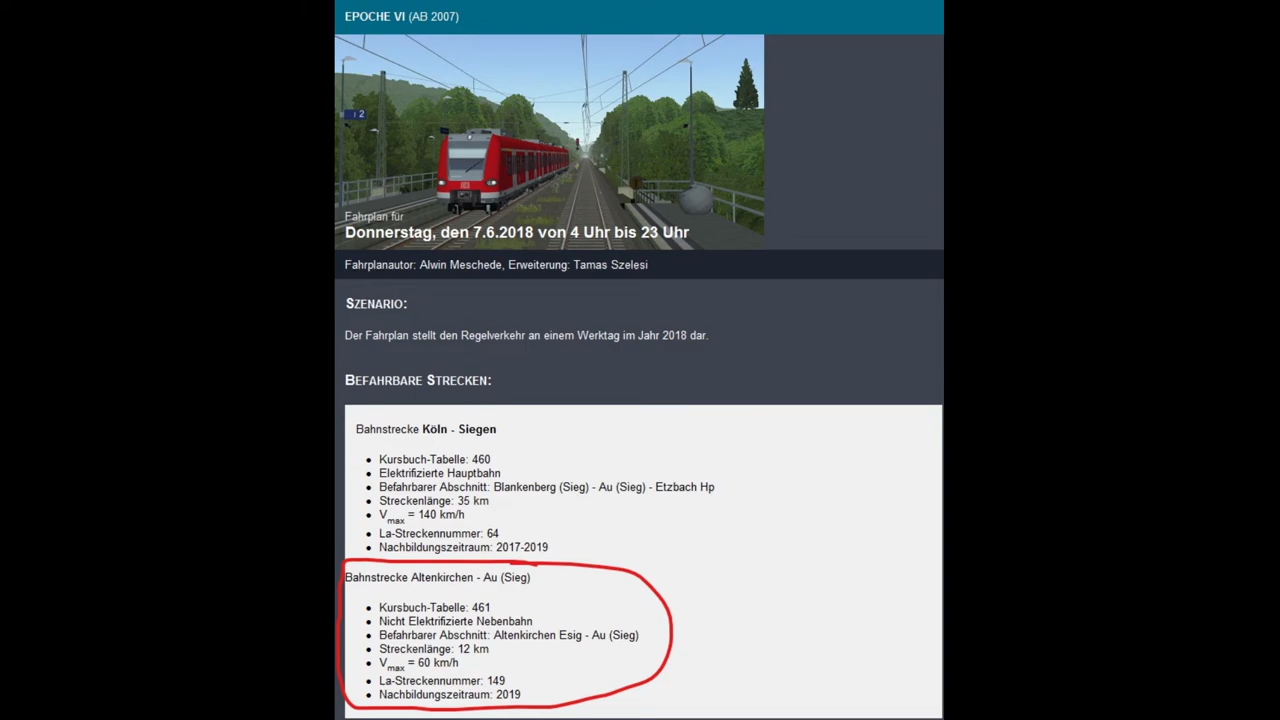 EPOCHE VI (AB 2007)
2
Fahrplan für
Donnerstag, den 7.6.2018 von 4 Uhr bis 23 Uhr
Fahrplanautor: Alwin Meschede, Erweiterung: Tamas Szelesi
SZENARIO:
Der Fahrplan stellt den Regelverkehr an einem Werktag im Jahr 2018 dar.
BEFAHRBARE STRECKEN:
Bahnstrecke Köln - Siegen
• Kursbuch-Tabelle: 460
• Elektrifizierte Hauptbahn
• Befahrbarer Abschnitt: Blankenberg (Sieg) - Au (Sieg) - Etzbach Hp
• Streckenlänge: 35 km
• Vmax = 140 km/h
• La-Streckennummer: 64
• Nachbildungszeitraum: 2017-2019
Bahnstrecke Altenkirchen - Au (Sieg)
• Kursbuch-Tabelle: 461
• Nicht Elektrifizierte Nebenbahn
• Befahrbarer Abschnitt: Altenkirchen Esig - Au (Sieg)
• Streckenlänge: 12 km
• Vmax = 60 km/h
• La-Streckennummer: 149
• Nachbildungszeitraum: 2019